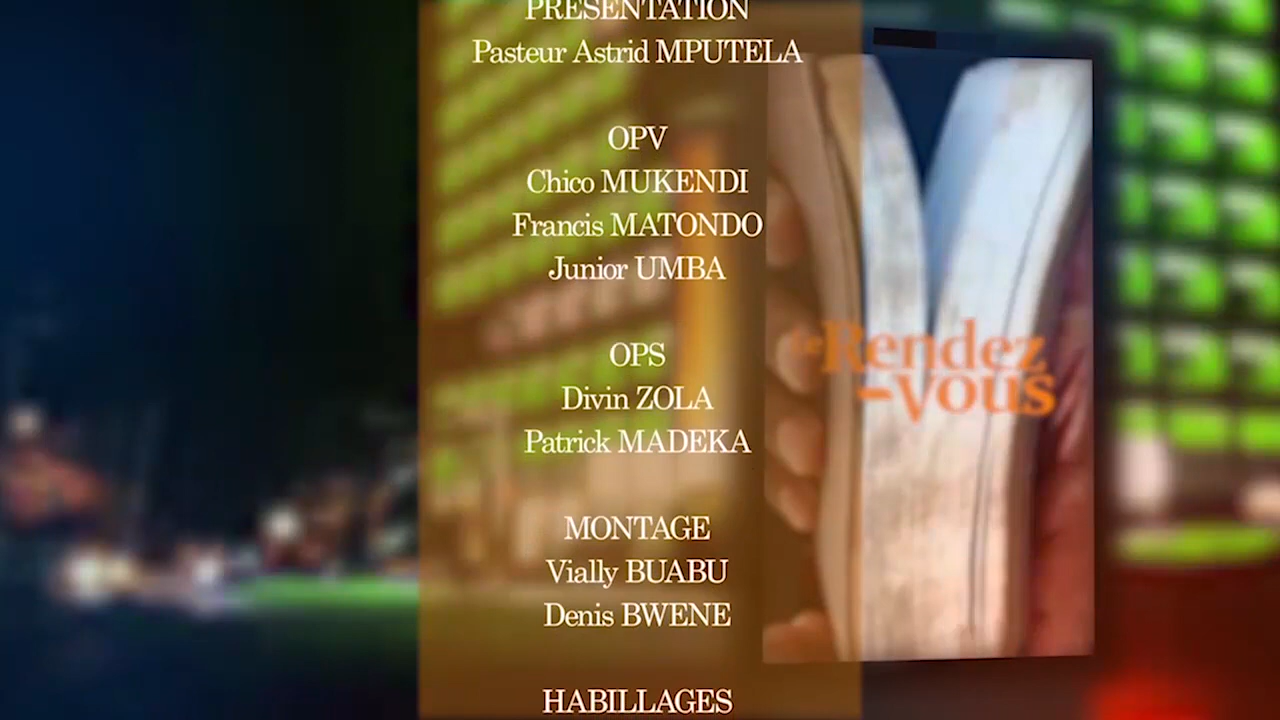 PRESENTATION
Pasteur Astrid MPUTELA
OPV
Chico MUKENDI
Francis MATONDO
Junior UMBA
OPS
Divin ZOLA
Patrick MADEKA
MONTAGE
Vially BUABU
Denis BWENE
HABILLAGES
le Rendez
-vous